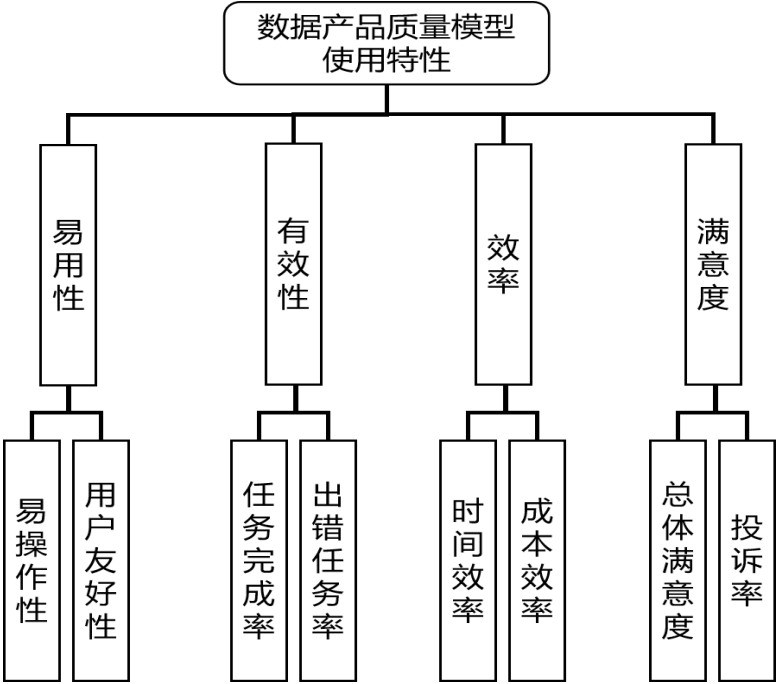 数据产品质量模型
使用特性
易用性
有效性
效率
满意度
易操作性
用户友好性
任务完成率
出错任务率
时间效率
成本效率
总体满意度
投诉率